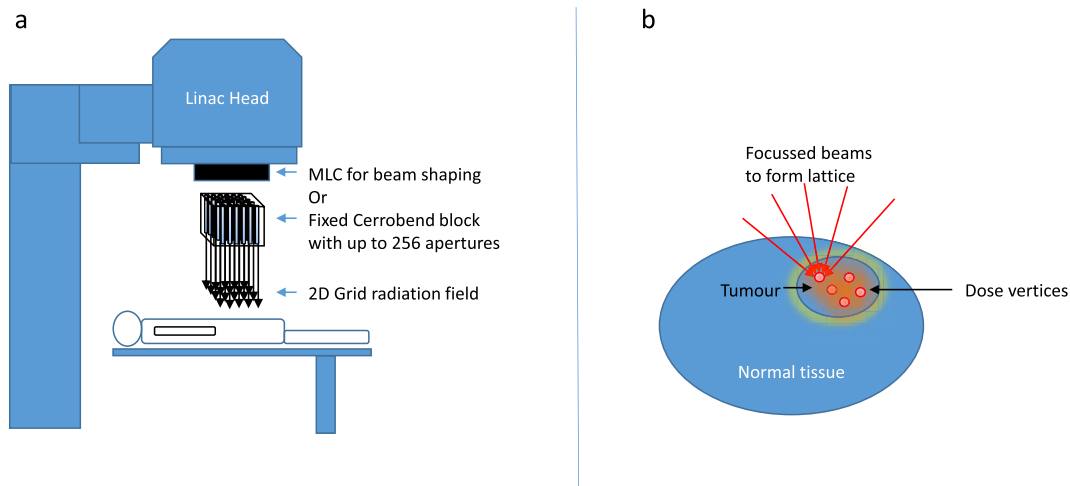 a
Linac Head
MLC for beam shaping
Or
Fixed Cerrobend block
with up to 256 apertures
2D Grid radiation field
b
Focussed beams
to form lattice
Tumour
Dose vertices
Normal tissue